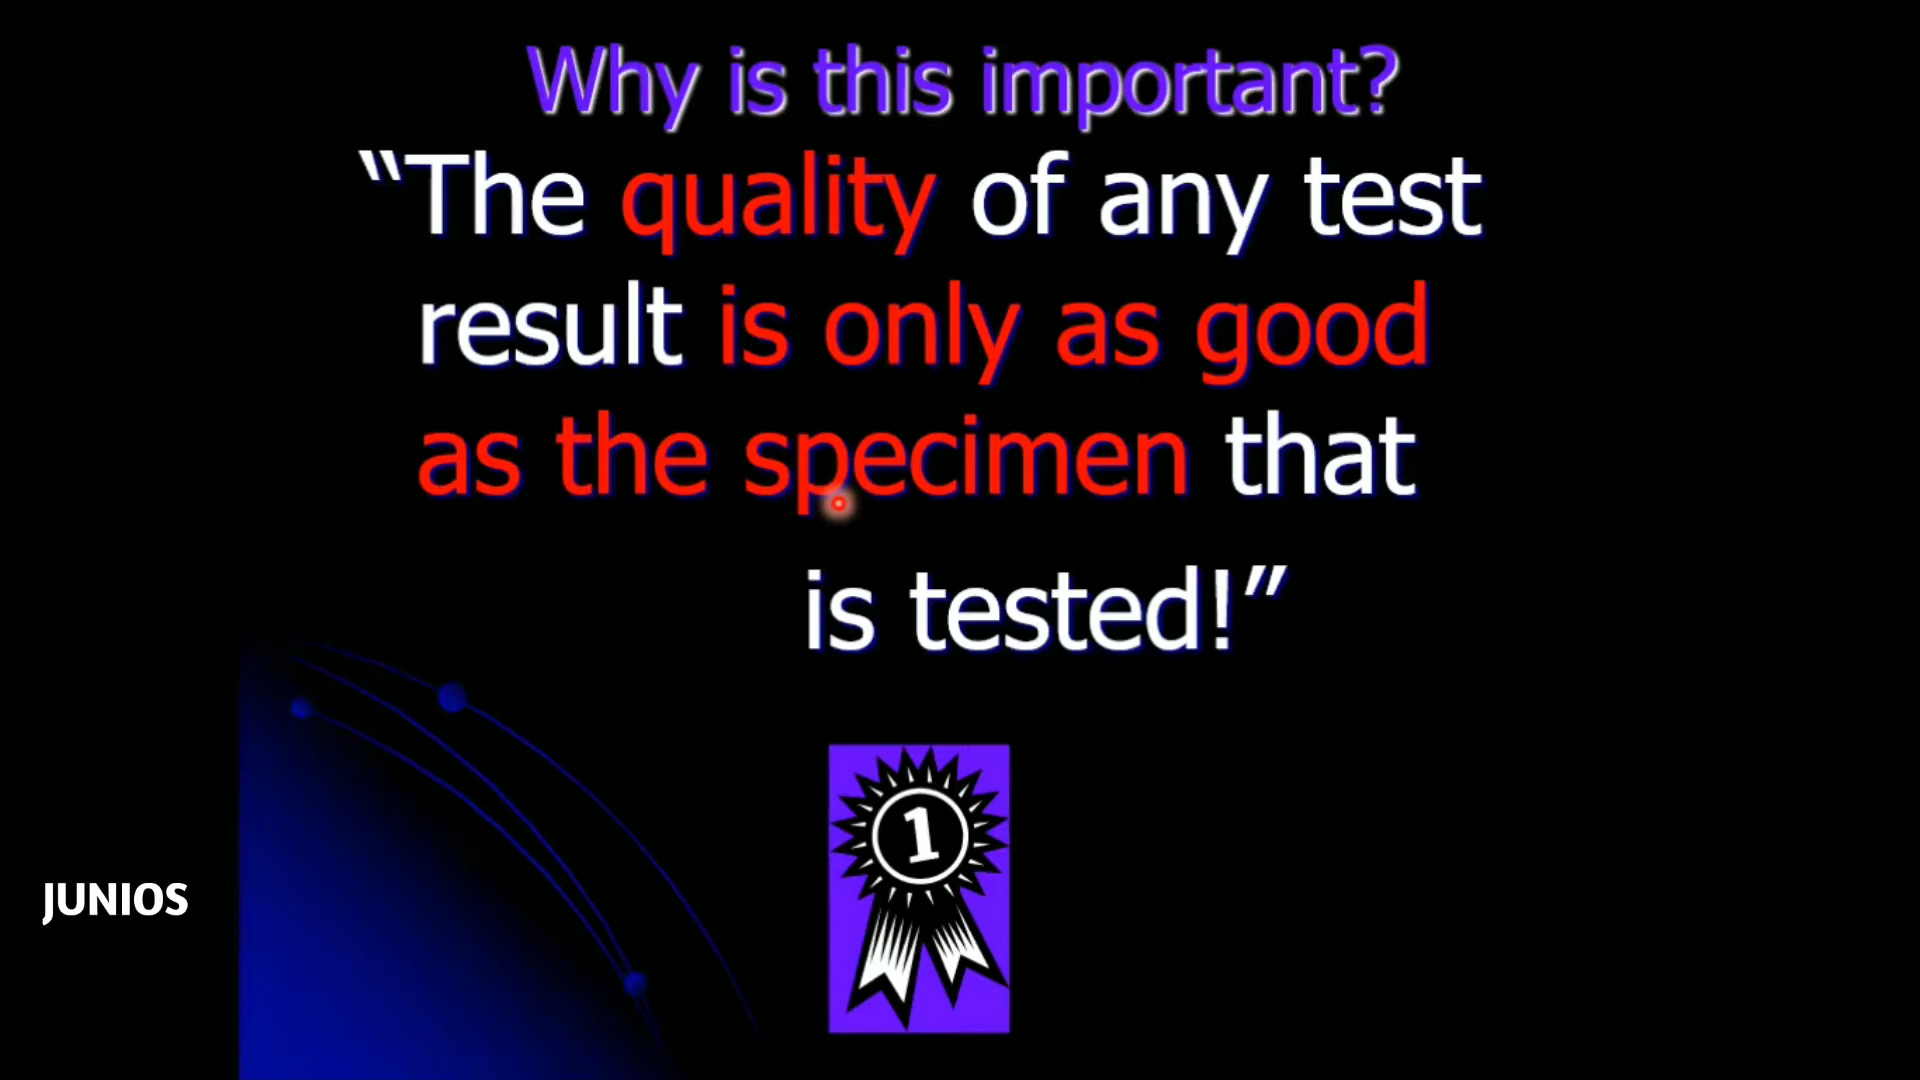 Why is this important?
“The quality of any test
result is only as good
as the specimen that
is tested!”
1
JUNIOS